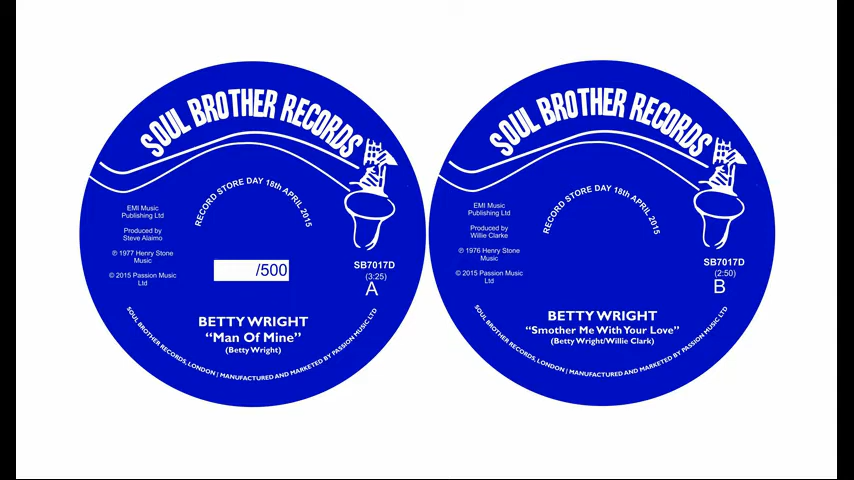 SOUL BROTHER RECORDS
RECORD STORE DAY 18th APRIL 2015
EMI Music
Publishing Ltd
Produced by
Steve Alaimo
℗ 1977 Henry Stone
Music
© 2015 Passion Music
Ltd
/500
SB7017D
(3:25)
A
BETTY WRIGHT
“Man Of Mine”
(Betty Wright)
SOUL BROTHER RECORDS, LONDON | MANUFACTURED AND MARKETED BY PASSION MUSIC LTD
SOUL BROTHER RECORDS
RECORD STORE DAY 18th APRIL 2015
EMI Music
Publishing Ltd
Produced by
Willie Clarke
℗ 1976 Henry Stone
Music
© 2015 Passion Music
Ltd
SB7017D
(2:50)
B
BETTY WRIGHT
“Smother Me With Your Love”
(Betty Wright/Willie Clark)
SOUL BROTHER RECORDS, LONDON | MANUFACTURED AND MARKETED BY PASSION MUSIC LTD